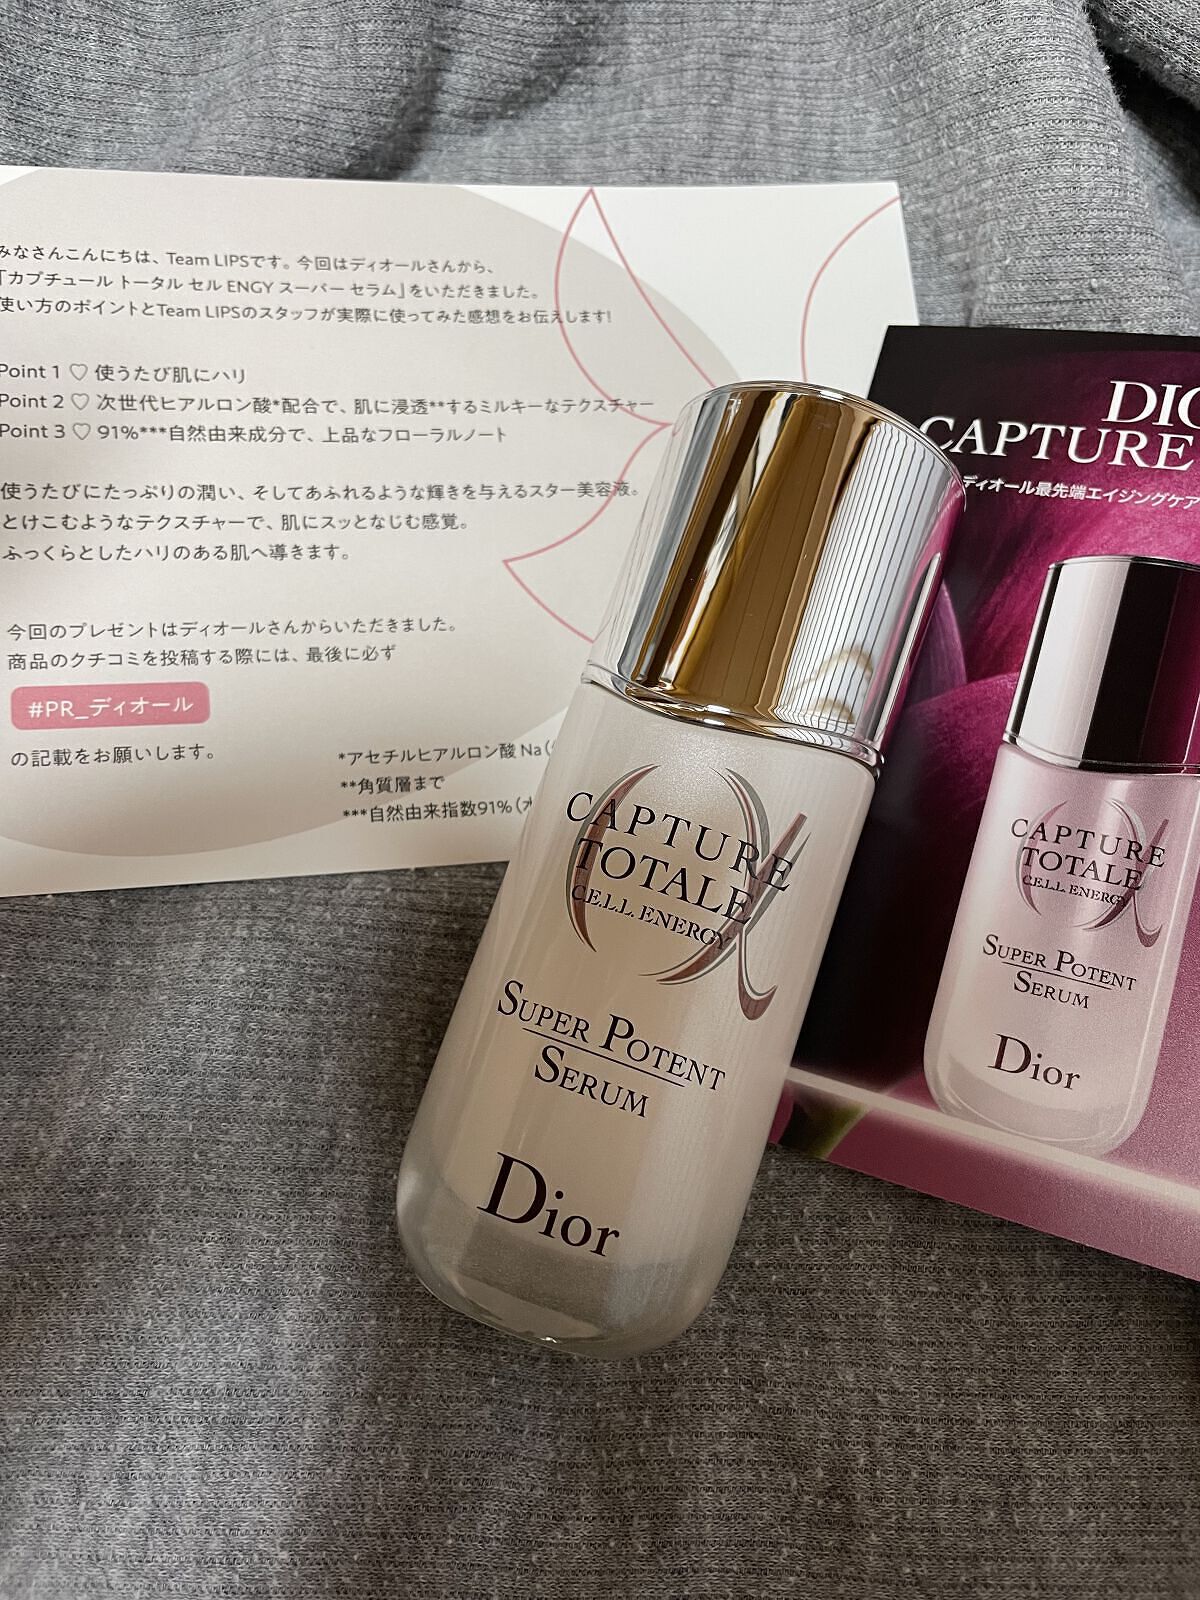 みなさんこんにちは、Team LIPSです。今回はディオールさんから、
「カプチュール トータル セル ENGY スーパー セラム」をいただきました。
使い方のポイントとTeam LIPSのスタッフが実際に使ってみた感想をお伝えします!
Point 1 ♡ 使うたび肌にハリ
Point 2 ♡ 次世代ヒアルロン酸*配合で、肌に浸透**するミルキーなテクスチャー
Point 3 ♡ 91%***自然由来成分で、上品なフローラルノート
使うたびにたっぷりの潤い、そしてあふれるような輝きを与えるスター美容液。
とけこむようなテクスチャーで、肌にスッとなじむ感覚。
ふっくらとしたハリのある肌へ導きます。
今回のプレゼントはディオールさんからいただきました。
商品のクチコミを投稿する際には、最後に必ず
#PR_ディオール
の記載をお願いします。
*アセチルヒアルロン酸 Na
**角質層まで
***自然由来指数91%
CAPTURE
TOTALE
C.E.L.L. ENERGY
SUPER POTENT
SERUM
Dior
CAPTURE
ディオール最先端エイジングケア
CAPTURE
TOTALE
C.E.L.L. ENERGY
SUPER POTENT
SERUM
Dior